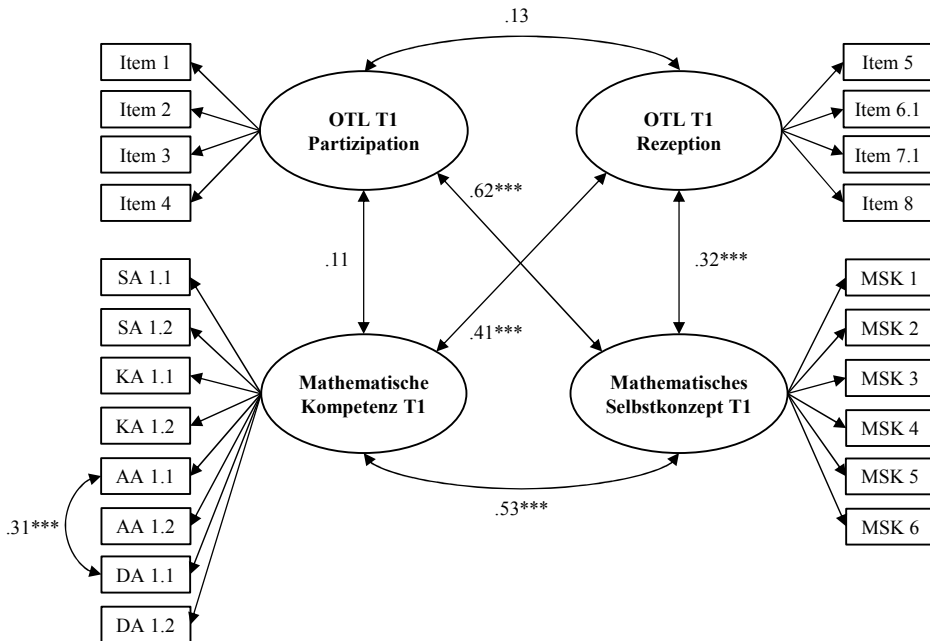 .13
Item 1
Item 2
Item 3
Item 4
OTL T1
Partizipation
OTL T1
Rezeption
Item 5
Item 6.1
Item 7.1
Item 8
.62***
.11
.32***
.41***
SA 1.1
SA 1.2
KA 1.1
KA 1.2
AA 1.1
AA 1.2
DA 1.1
DA 1.2
.31***
Mathematische
Kompetenz T1
Mathematisches
Selbstkonzept T1
MSK 1
MSK 2
MSK 3
MSK 4
MSK 5
MSK 6
.53***